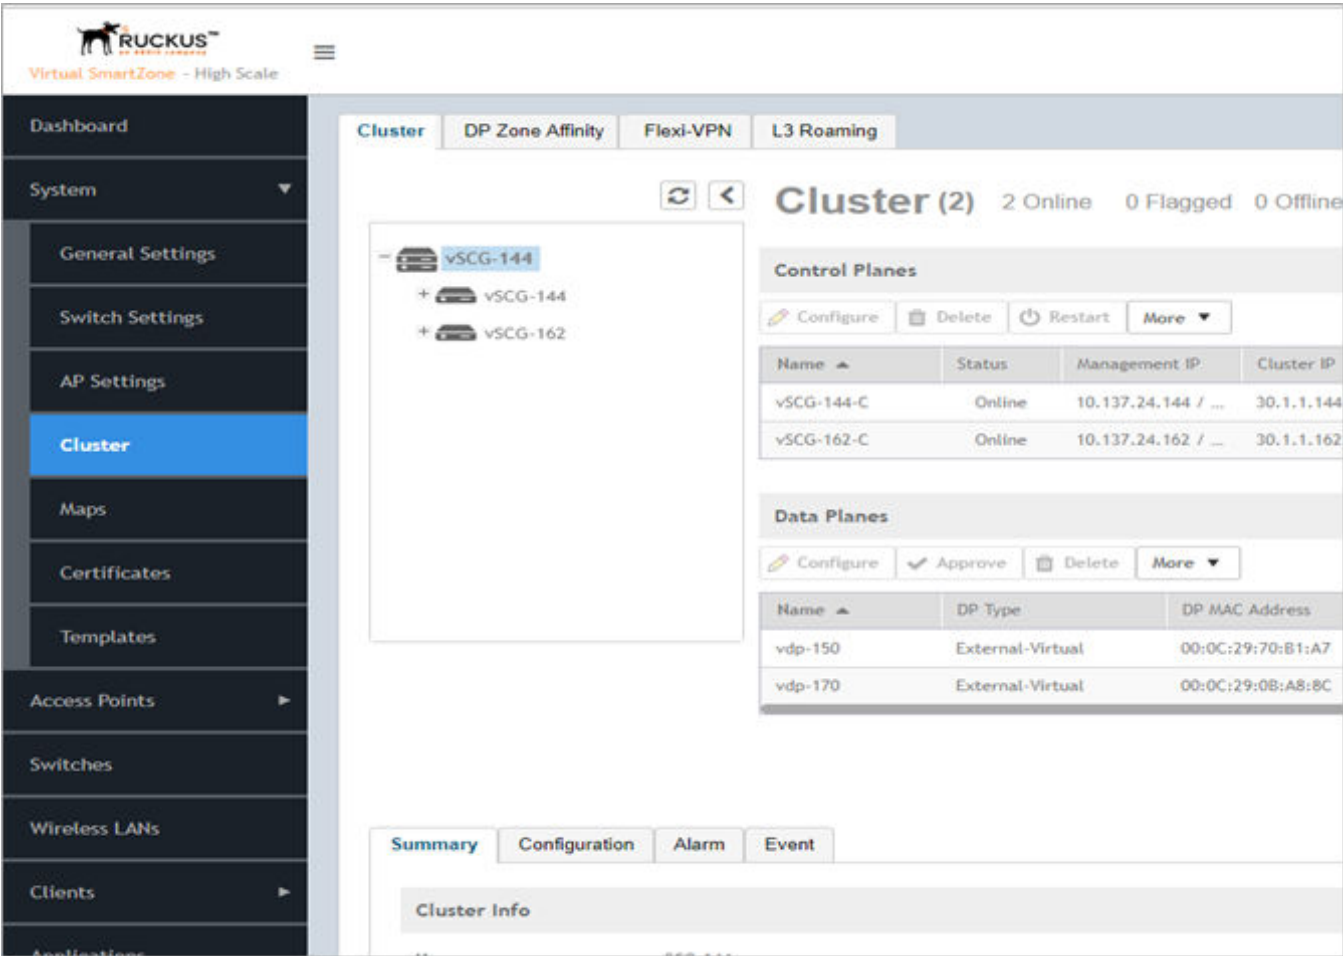 RUCKUS™
Virtual SmartZone - High Scale
Dashboard
System
General Settings
Switch Settings
AP Settings
Cluster
Maps
Certificates
Templates
Access Points
Switches
Wireless LANs
Clients
Applications
Cluster DP Zone Affinity Flexi-VPN L3 Roaming
vSCG-144
vSCG-144
vSCG-162
Cluster (2) 2 Online 0 Flagged 0 Offline
Control Planes
Configure Delete Restart More
Name Status Management IP Cluster IP
vSCG-144-C Online 10.137.24.144 / ... 30.1.1.144
vSCG-162-C Online 10.137.24.162 / ... 30.1.1.162
Data Planes
Configure Approve Delete More
Name DP Type DP MAC Address
vdp-150 External-Virtual 00:0C:29:70:B1:A7
vdp-170 External-Virtual 00:0C:29:0B:A8:8C
Summary Configuration Alarm Event
Cluster Info